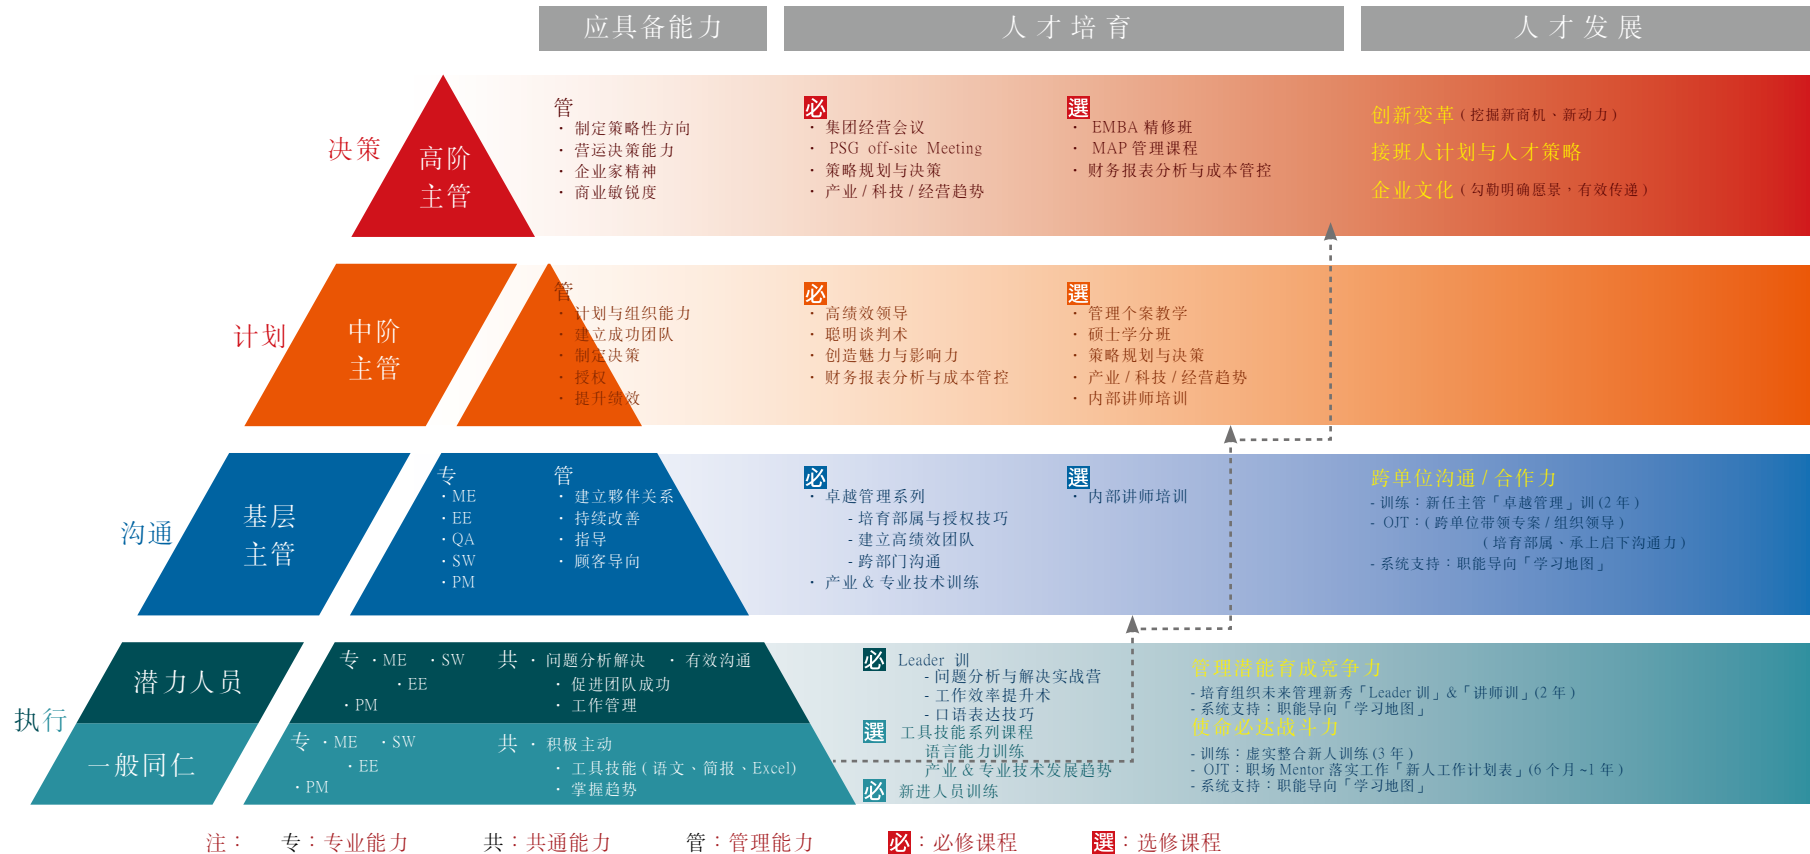 应具备能力
人才培育
人才发展
决策
高阶
主管
管
· 制定策略性方向
· 营运决策能力
· 企业家精神
· 商业敏锐度
必
· 集团经营会议
· PSG off-site Meeting
· 策略规划与决策
· 产业 / 科技 / 经营趋势
選
· EMBA 精修班
· MAP 管理课程
· 财务报表分析与成本管控
创新变革 ( 挖掘新商机、新动力 )
接班人计划与人才策略
企业文化 ( 勾勒明确愿景，有效传递 )
计划
中阶
主管
管
· 计划与组织能力
· 建立成功团队
· 制定决策
· 授权
· 提升绩效
必
· 高绩效领导
· 聪明谈判术
· 创造魅力与影响力
· 财务报表分析与成本管控
選
· 管理个案教学
· 硕士学分班
· 策略规划与决策
· 产业 / 科技 / 经营趋势
· 内部讲师培训
沟通
基层
主管
专
· ME
· EE
· QA
· SW
· PM
管
· 建立夥伴关系
· 持续改善
· 指导
· 顾客导向
必
· 卓越管理系列
- 培育部属与授权技巧
- 建立高绩效团队
- 跨部门沟通
· 产业 & 专业技术训练
選
· 内部讲师培训
跨单位沟通 / 合作力
- 训练：新任主管「卓越管理」训 (2 年 )
- OJT：( 跨单位带领专案 / 组织领导 )
( 培育部属、承上启下沟通力 )
- 系统支持：职能导向「学习地图」
执行
潜力人员
专 · ME · SW
· EE
· PM
共 · 问题分析解决 · 有效沟通
· 促进团队成功
· 工作管理
必 Leader 训
- 问题分析与解决实战营
- 工作效率提升术
- 口语表达技巧
管理潜能育成竞争力
- 培育组织未来管理新秀「Leader 训」&「讲师训」(2 年 )
- 系统支持：职能导向「学习地图」
一般同仁
专 · ME · SW
· EE
· PM
共 · 积极主动
· 工具技能 ( 语文、简报、Excel)
· 掌握趋势
選 工具技能系列课程
语言能力训练
产业 & 专业技术发展趋势
必 新进人员训练
使命必达战斗力
- 训练：虚实整合新人训练 (3 年 )
- OJT：职场 Mentor 落实工作「新人工作计划表」(6 个月 ~1 年 )
- 系统支持：职能导向「学习地图」
注： 专：专业能力 共：共通能力 管：管理能力 必：必修课程 選：选修课程